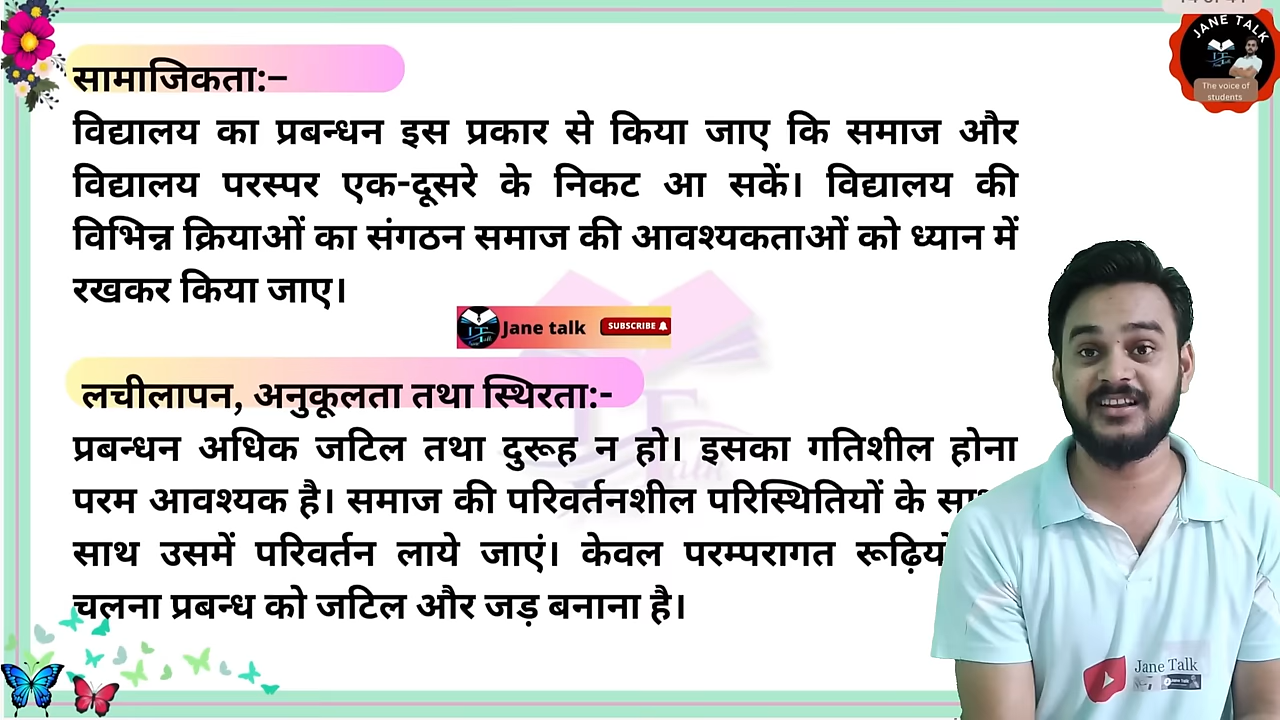 JANE TALK
The voice of
students
सामाजिकता:–
विद्यालय का प्रबन्धन इस प्रकार से किया जाए कि समाज और
विद्यालय परस्पर एक-दूसरे के निकट आ सकें। विद्यालय की
विभिन्न क्रियाओं का संगठन समाज की आवश्यकताओं को ध्यान में
रखकर किया जाए।
Jane talk SUBSCRIBE
लचीलापन, अनुकूलता तथा स्थिरता:-
प्रबन्धन अधिक जटिल तथा दुरूह न हो। इसका गतिशील होना
परम आवश्यक है। समाज की परिवर्तनशील परिस्थितियों के
साथ उसमें परिवर्तन लाये जाएं। केवल परम्परागत
चलना प्रबन्ध को जटिल और जड़ बनाना है।
Jane Talk